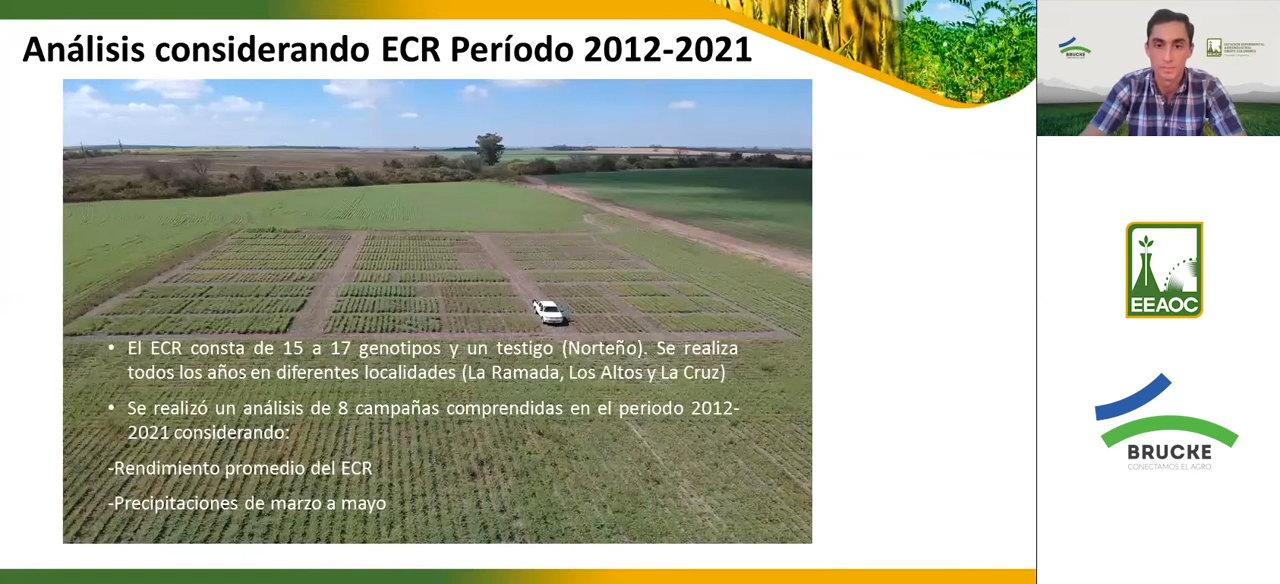 Análisis considerando ECR Período 2012-2021
• El ECR consta de 15 a 17 genotipos y un testigo (Norteño). Se realiza
todos los años en diferentes localidades (La Ramada, Los Altos y La Cruz)
• Se realizó un análisis de 8 campañas comprendidas en el periodo 2012-
2021 considerando:
-Rendimiento promedio del ECR
-Precipitaciones de marzo a mayo
BRUCKE
EEAOC
BRUCKE
CONECTAMOS EL AGRO